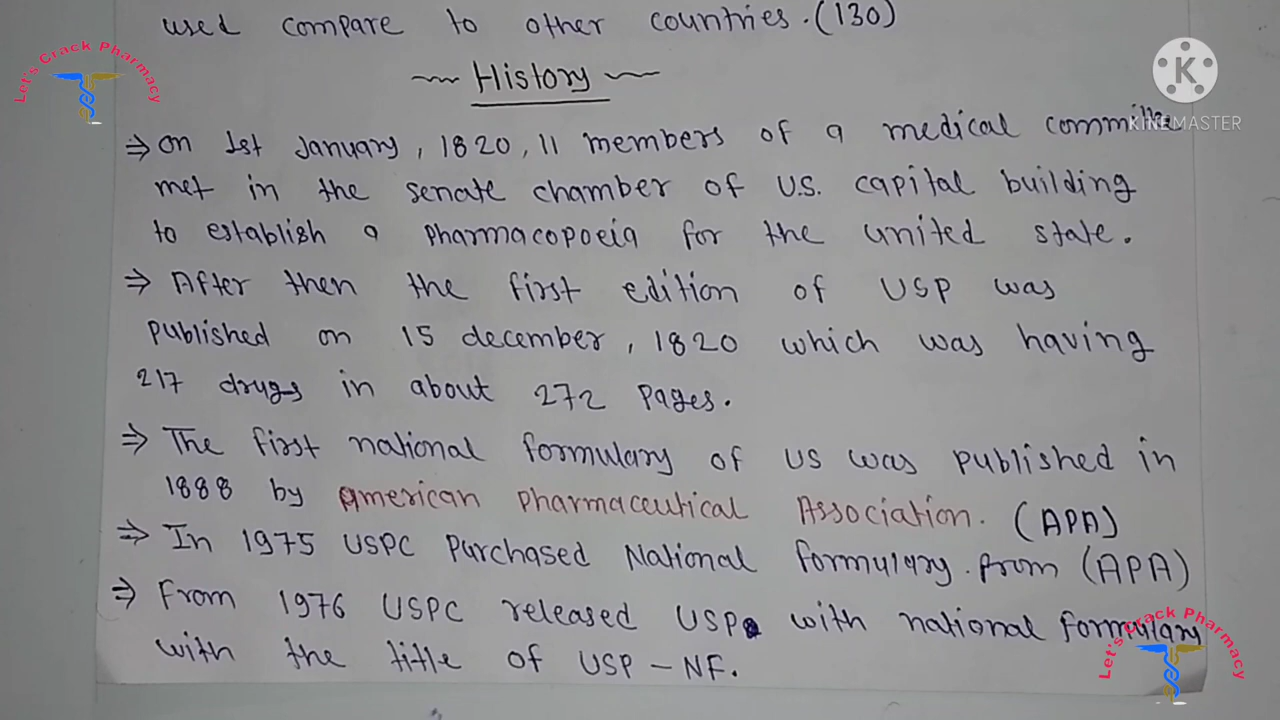 used compare to other countries.(130)
Let's Crack Pharmacy
K
KINEMASTER
~ History ~
⇒ on 1st January, 1820, 11 members of a medical committe
met in the senate chamber of U.S. capital building
to establish a pharmacopoeia for the united state.
⇒ After then the first edition of USP was
published on 15 december, 1820 which was having
217 drugs in about 272 pages.
⇒ The first national formulary of US was published in
1888 by American pharmaceutical Association. (APA)
⇒ In 1975 USPC purchased National formulary. from (APA)
⇒ From 1976 USPC released USP with national formulary
with the title of USP-NF.
Let's Crack Pharmacy